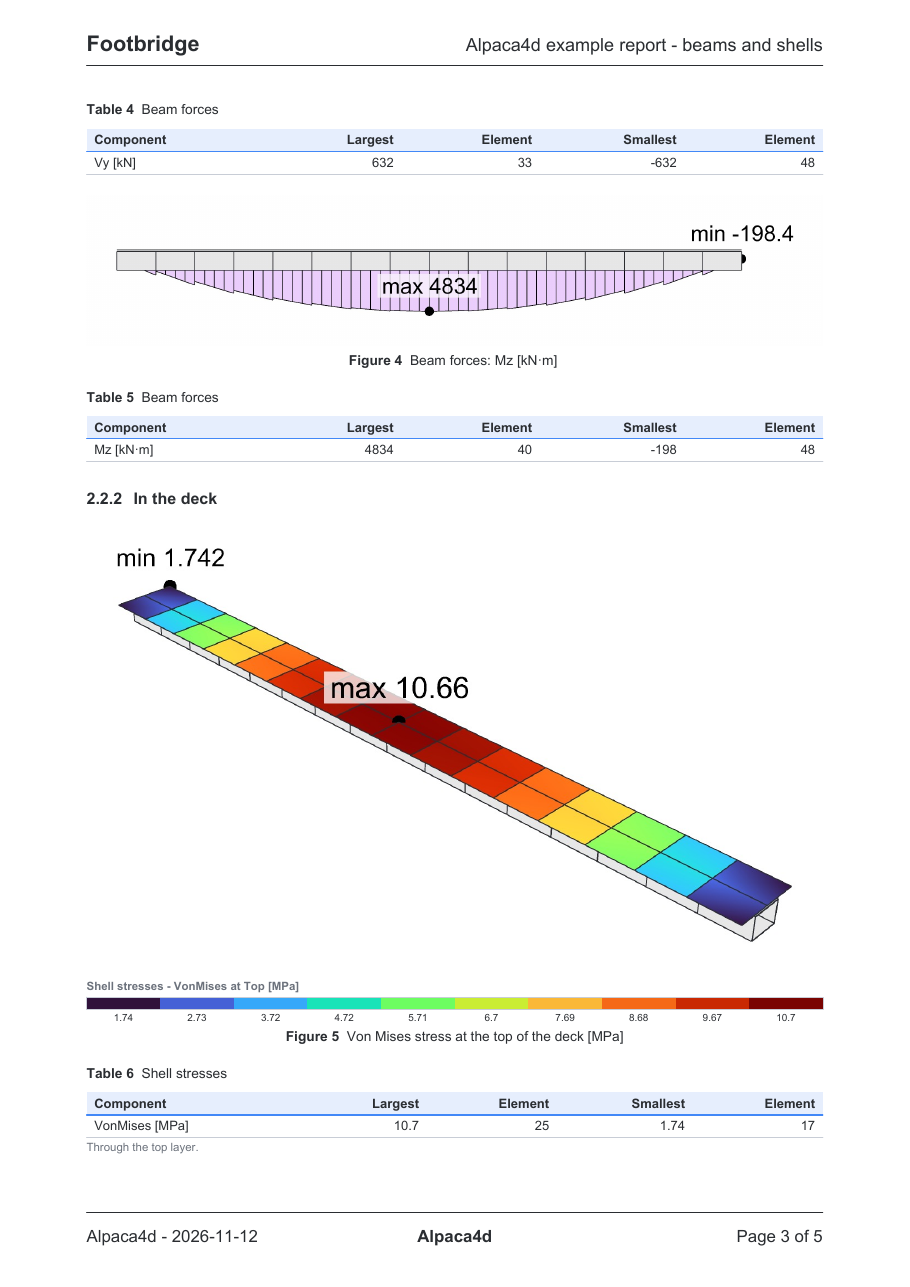 Footbridge Alpaca4d example report - beams and shells
Table 4 Beam forces
Component Largest Element Smallest Element
Vy [kN] 632 33 -632 48
min -198.4
max 4834
Figure 4 Beam forces: Mz [kN·m]
Table 5 Beam forces
Component Largest Element Smallest Element
Mz [kN·m] 4834 40 -198 48
2.2.2 In the deck
min 1.742
max 10.66
Shell stresses - VonMises at Top [MPa]
1.74 2.73 3.72 4.72 5.71 6.7 7.69 8.68 9.67 10.7
Figure 5 Von Mises stress at the top of the deck [MPa]
Table 6 Shell stresses
Component Largest Element Smallest Element
VonMises [MPa] 10.7 25 1.74 17
Through the top layer.
Alpaca4d - 2026-11-12 Alpaca4d Page 3 of 5